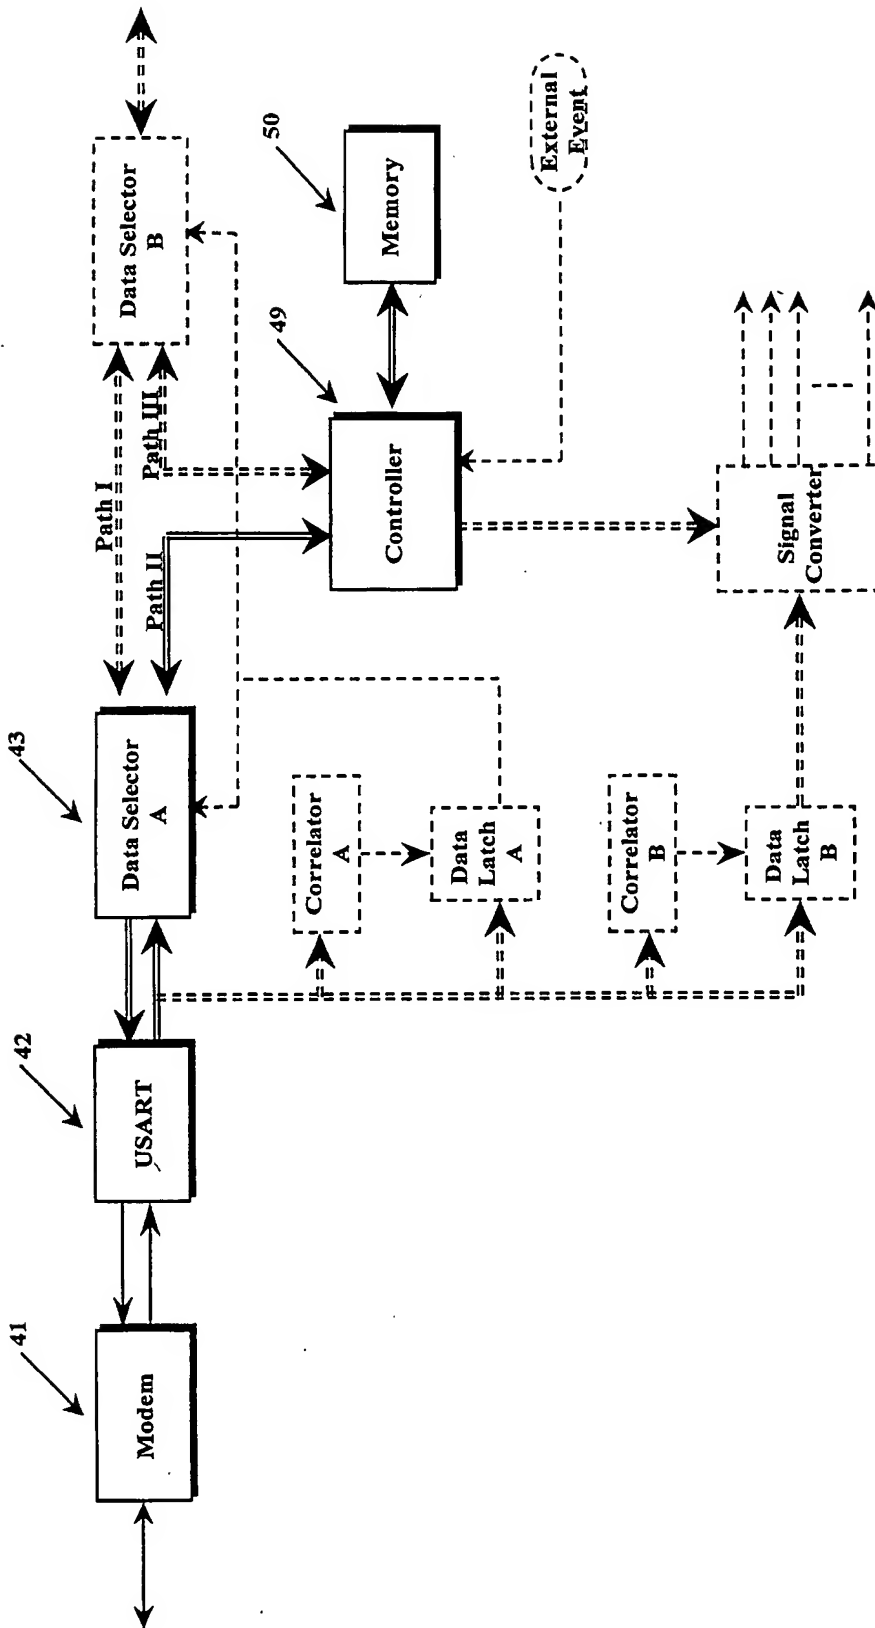 41
Modem
42
USART
43
Data Selector
A
Path I
Path II
Path III
Data Selector
B
49
Controller
50
Memory
External
Event
Correlator
A
Data
Latch
A
Correlator
B
Data
Latch
B
Signal
Converter